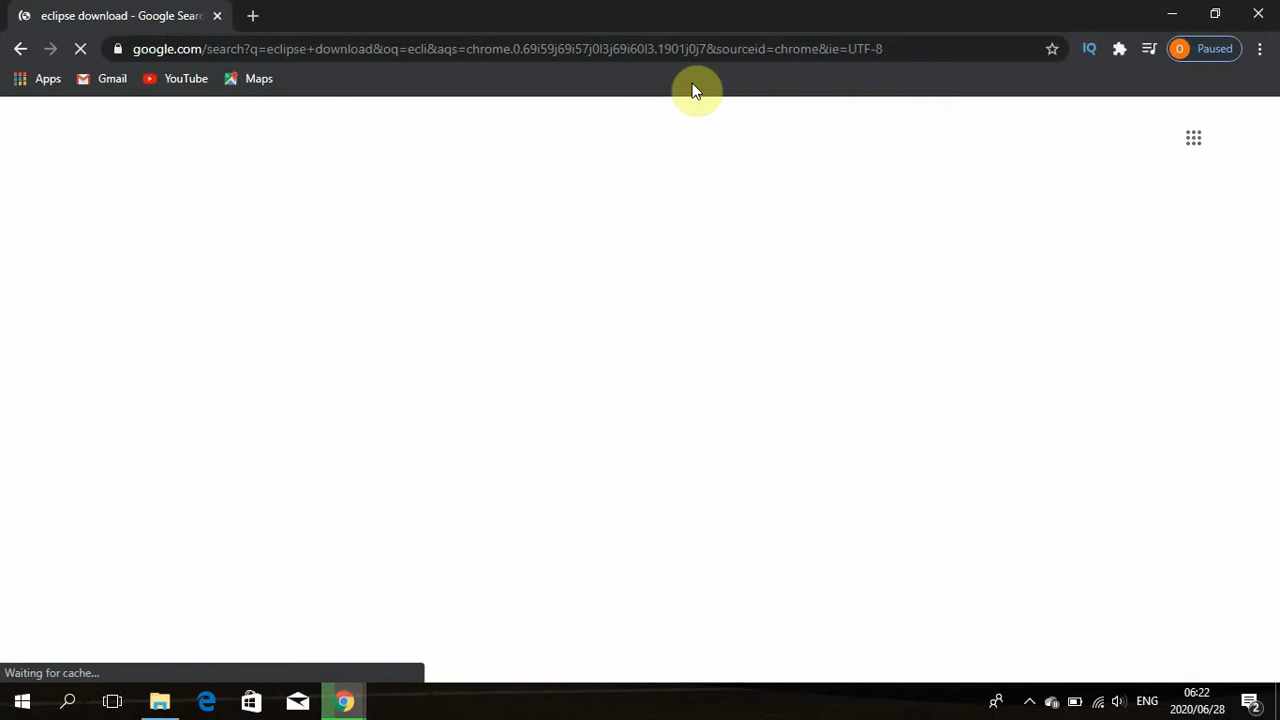 eclipse download - Google Sear
google.com/search?q=eclipse+download&oq=ecli&aqs=chrome.0.69i59j69i57j0l3j69i60l3.1901j0j7&sourceid=chrome&ie=UTF-8
IQ
O Paused
Apps Gmail YouTube Maps
Waiting for cache...
ENG
06:22
2020/06/28
2